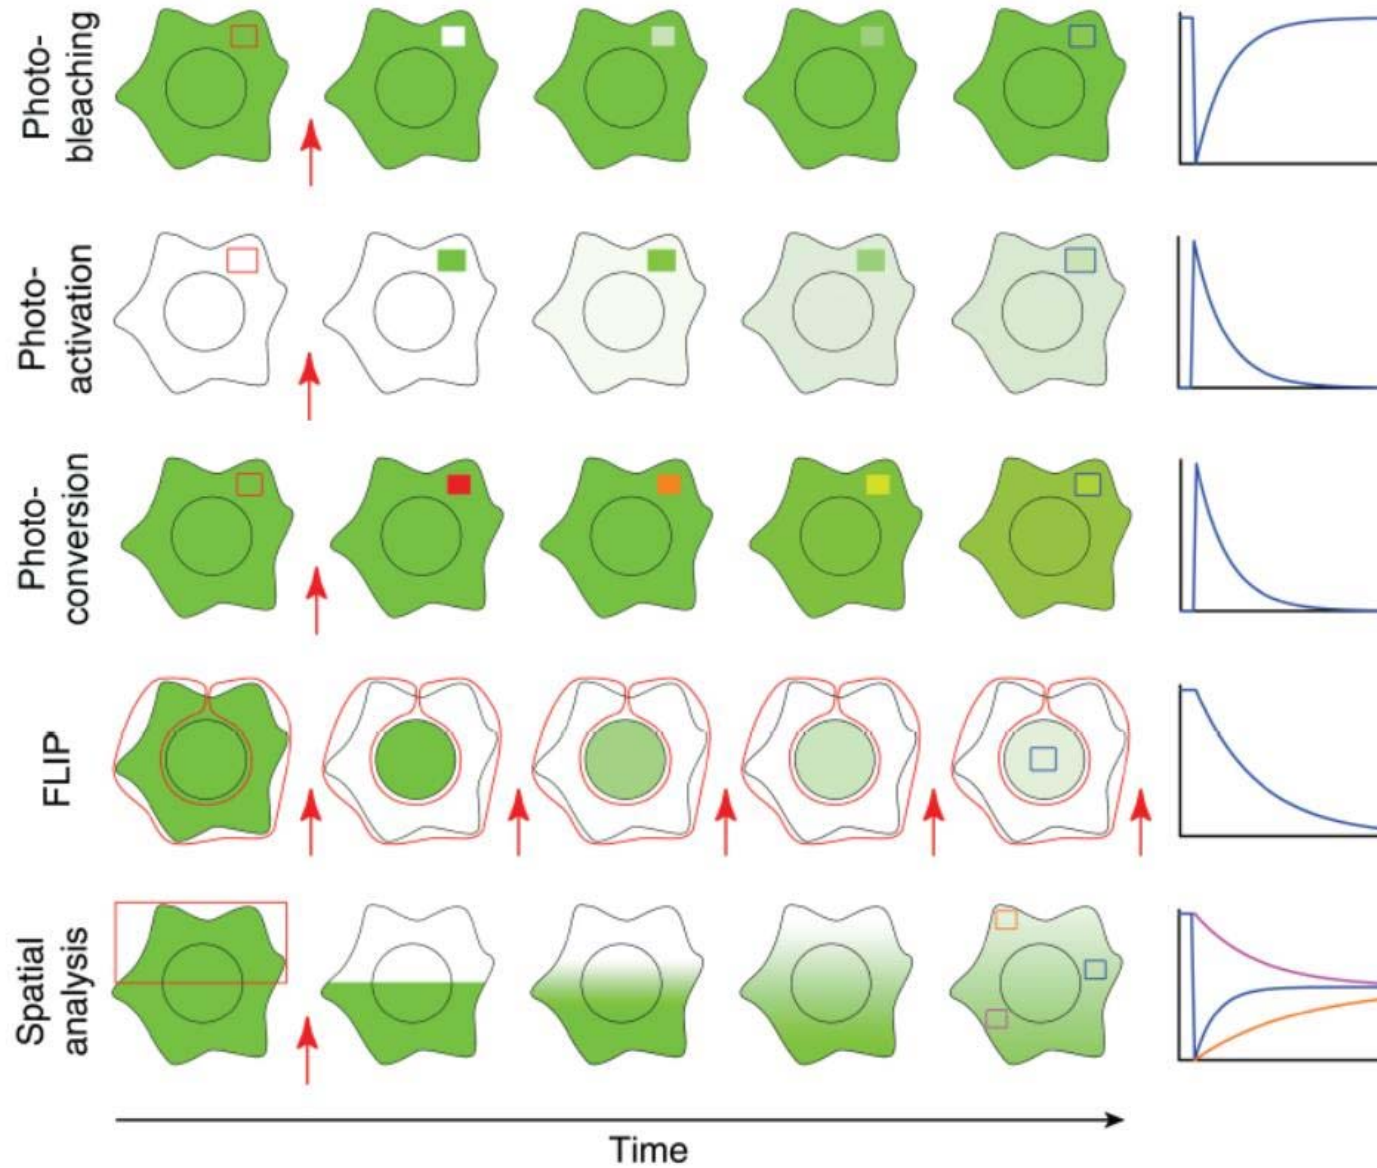 Photo-
bleaching
Photo-
activation
Photo-
conversion
FLIP
Spatial
analysis
Time